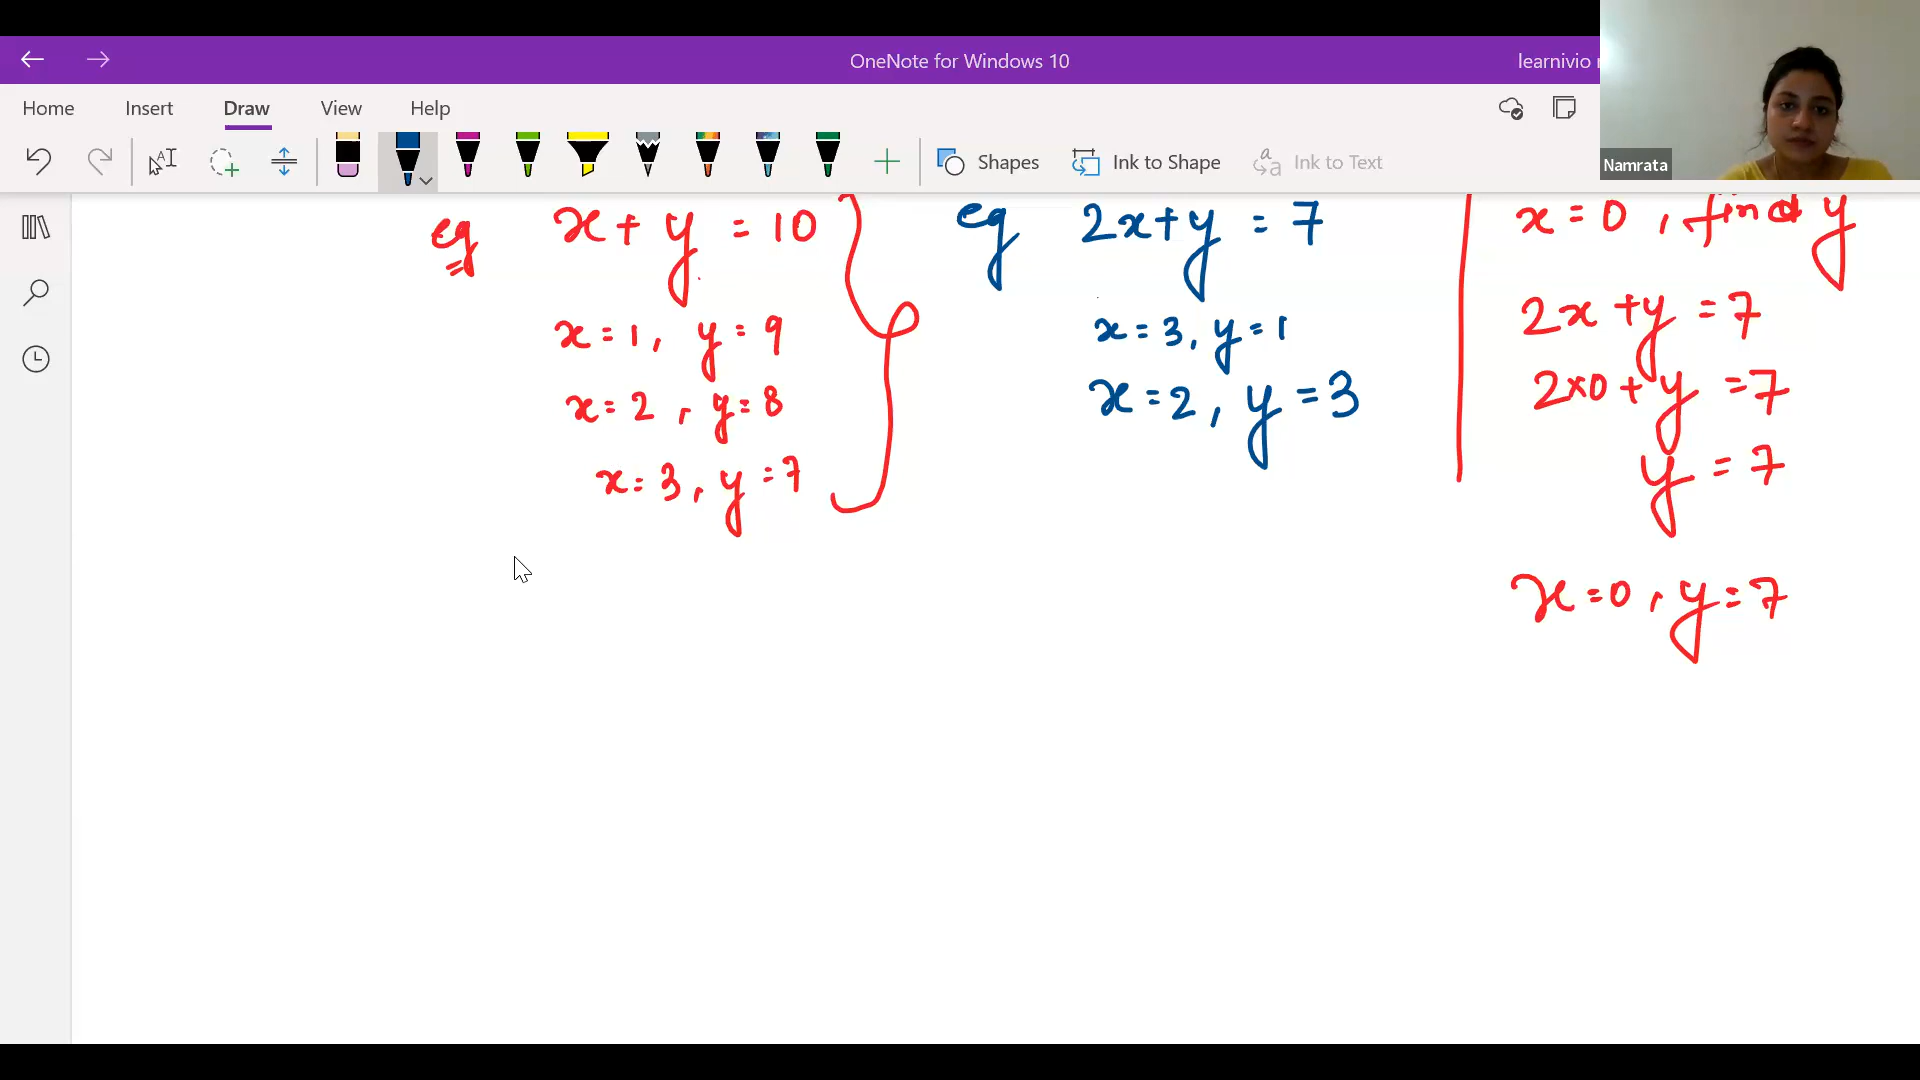 OneNote for Windows 10
learnivio
Home Insert Draw View Help
Shapes Ink to Shape Ink to Text
Namrata
eg x + y = 10
x = 1, y = 9
x = 2, y = 8
x = 3, y = 7
eg 2x + y = 7
x = 3, y = 1
x = 2, y = 3
x = 0, find y
2x + y = 7
2×0 + y = 7
y = 7
x = 0, y = 7